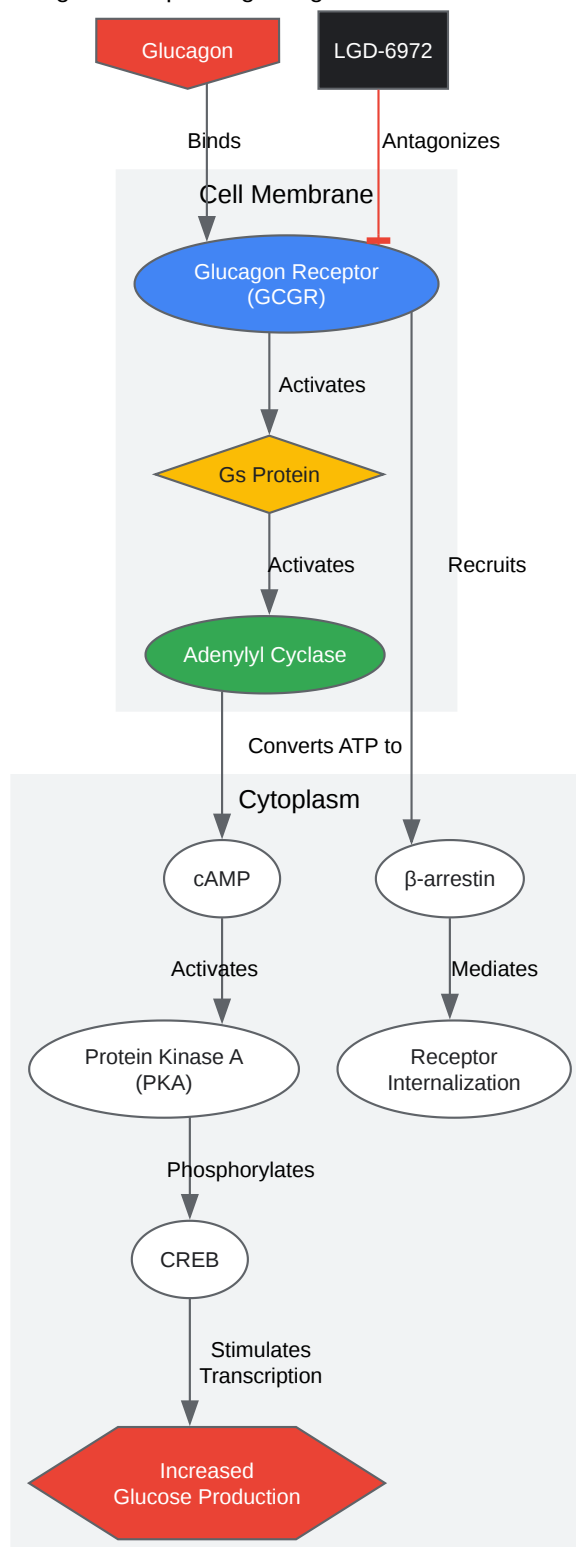 Glucagon
LGD-6972
Binds
Antagonizes
Cell Membrane
Glucagon Receptor
(GCGR)
Activates
Gs Protein
Activates
Recruits
Adenylyl Cyclase
Converts ATP to
Cytoplasm
cAMP
β-arrestin
Activates
Mediates
Protein Kinase A
(PKA)
Receptor
Internalization
Phosphorylates
CREB
Stimulates
Transcription
Increased
Glucose Production